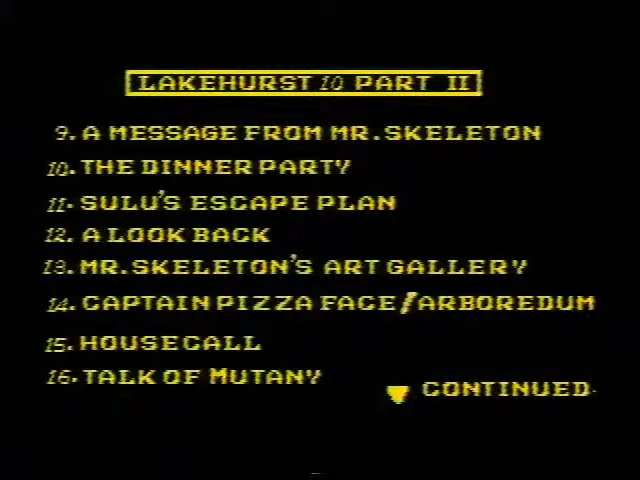 LAKEHURST 10 PART II
9. A MESSAGE FROM MR. SKELETON
10. THE DINNER PARTY
11. SULU'S ESCAPE PLAN
12. A LOOK BACK
13. MR. SKELETON'S ART GALLERY
14. CAPTAIN PIZZA FACE/ARBOREDUM
15. HOUSECALL
16. TALK OF MUTANY
▼ CONTINUED